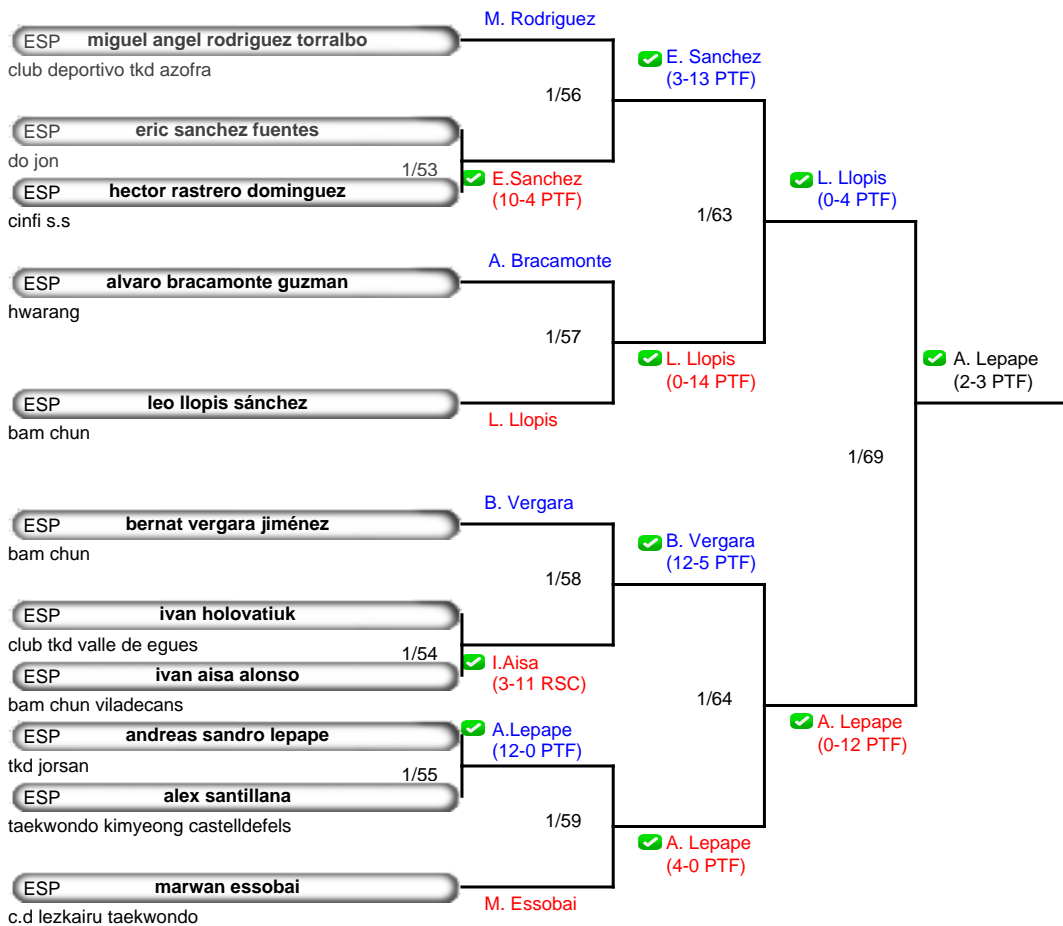 M. Rodriguez
ESP miguel angel rodriguez torralbo
club deportivo tkd azofra
E. Sanchez
(3-13 PTF)
1/56
ESP eric sanchez fuentes
do jon
1/53
ESP hector rastrero dominguez
cinfi s.s
E.Sanchez
(10-4 PTF)
L. Llopis
(0-4 PTF)
1/63
A. Bracamonte
ESP alvaro bracamonte guzman
hwarang
1/57
L. Llopis
(0-14 PTF)
A. Lepape
(2-3 PTF)
ESP leo llopis sánchez
bam chun
L. Llopis
1/69
B. Vergara
ESP bernat vergara jiménez
bam chun
B. Vergara
(12-5 PTF)
1/58
ESP ivan holovatiuk
club tkd valle de egues
1/54
ESP ivan aisa alonso
bam chun viladecans
I.Aisa
(3-11 RSC)
1/64
A. Lepape
(0-12 PTF)
ESP andreas sandro lepape
tkd jorsan
A.Lepape
(12-0 PTF)
1/55
ESP alex santillana
taekwondo kimyeong castelldefels
1/59
A. Lepape
(4-0 PTF)
ESP marwan essobai
c.d lezkairu taekwondo
M. Essobai